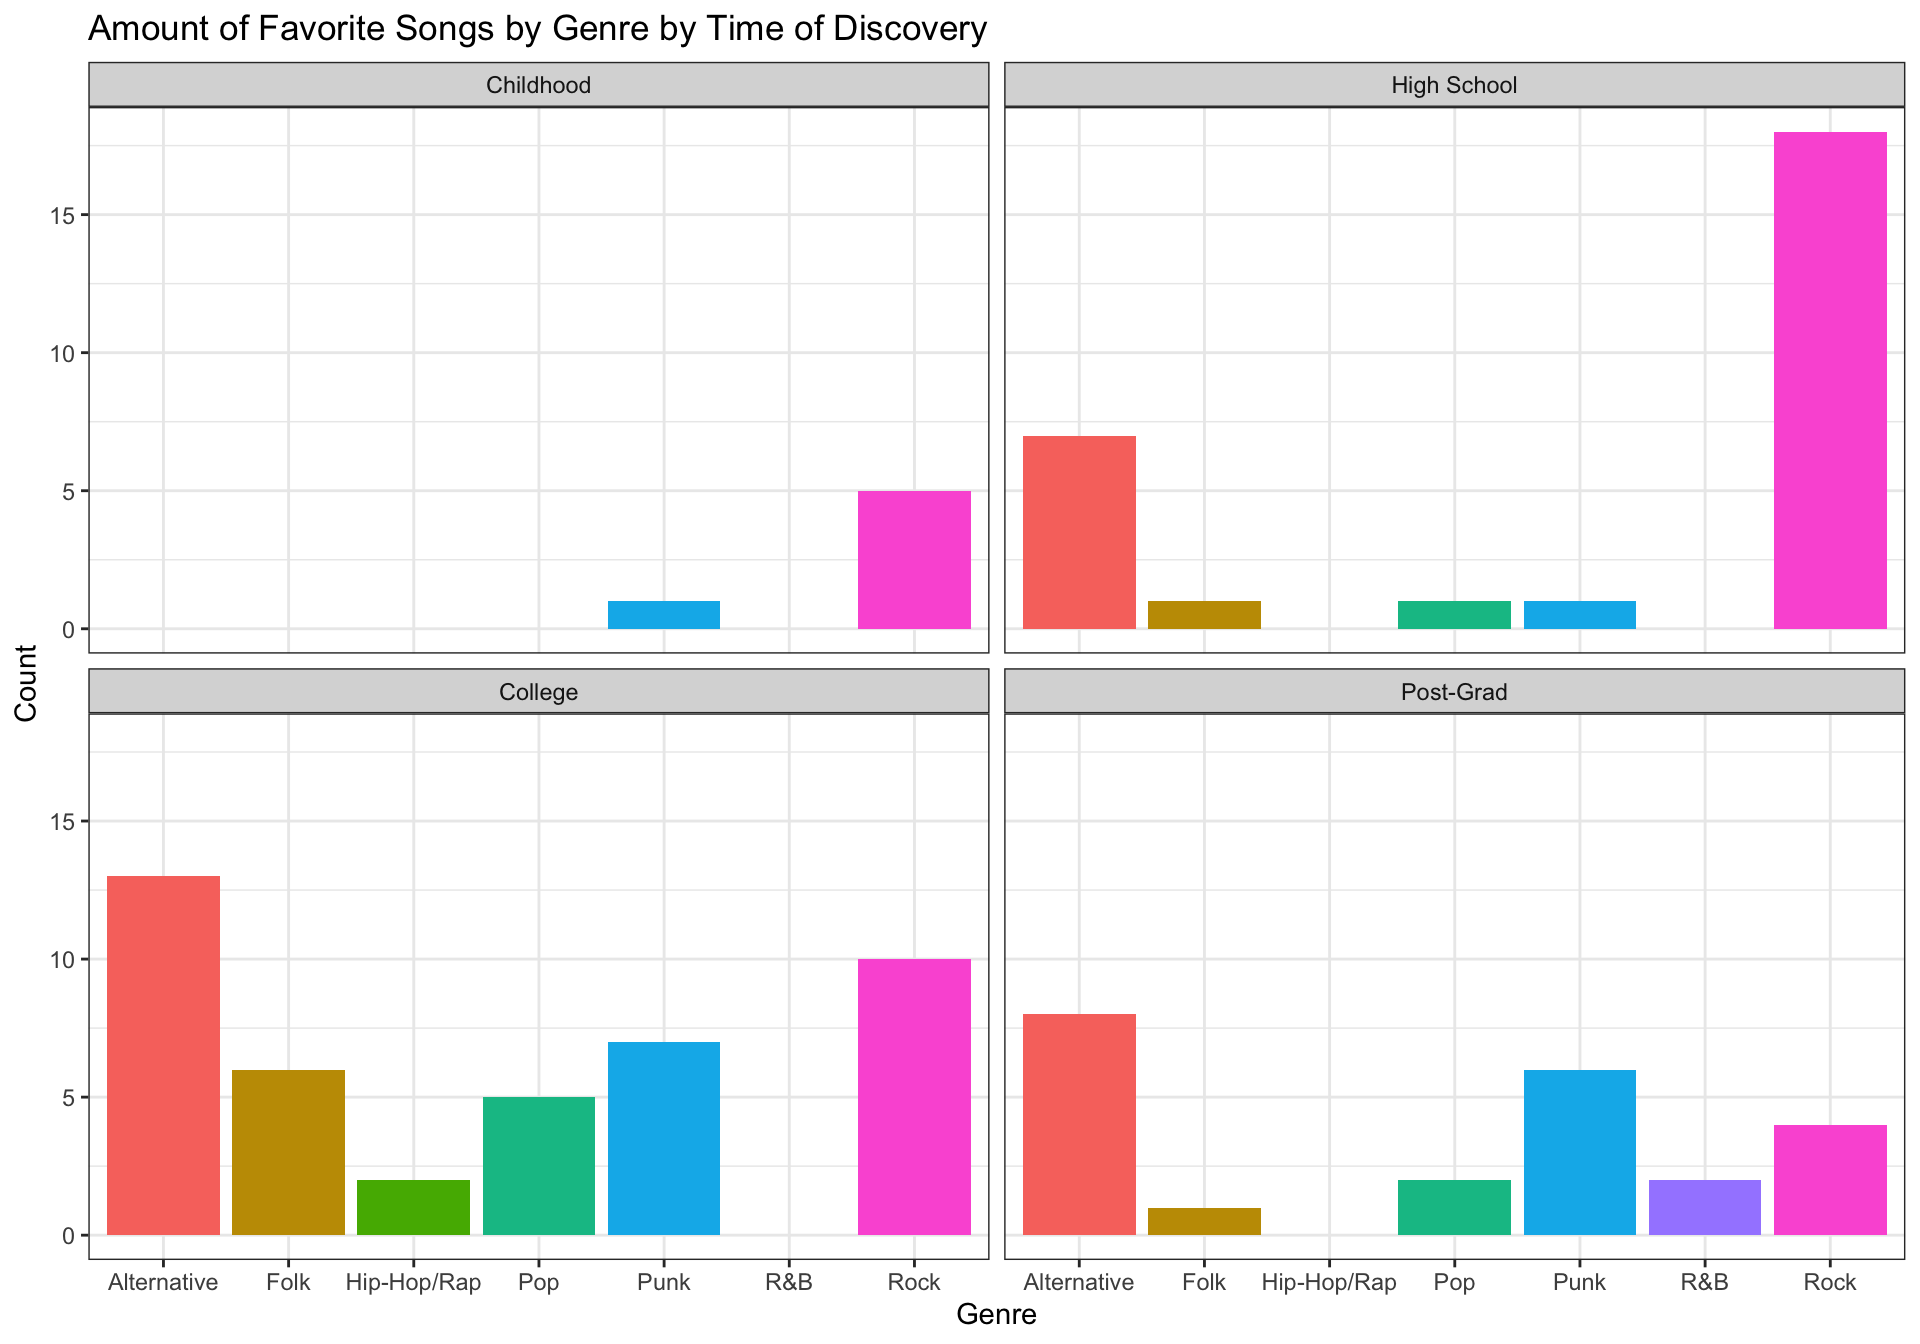 Amount of Favorite Songs by Genre by Time of Discovery
Childhood
High School
15
10
5
0
Count
College
Post-Grad
15
10
5
0
Alternative Folk Hip-Hop/Rap Pop Punk R&B Rock
Alternative Folk Hip-Hop/Rap Pop Punk R&B Rock
Genre